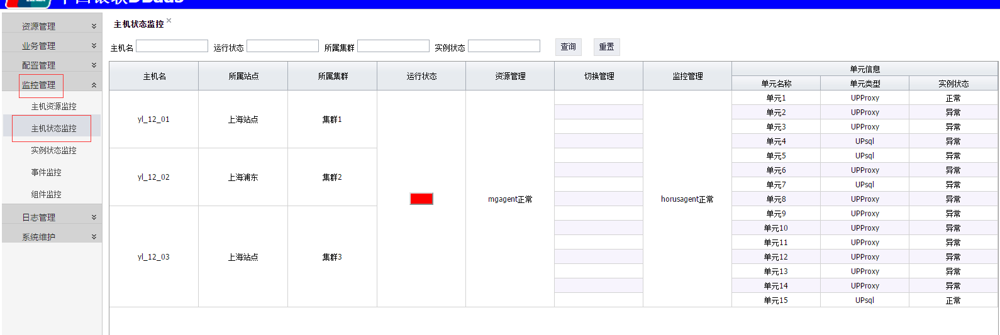 主机状态监控
资源管理
业务管理
配置管理
监控管理
主机资源监控
主机状态监控
实例状态监控
事件监控
组件监控
日志管理
系统维护
主机名 运行状态 所属集群 实例状态 查询 重置
主机名 所属站点 所属集群 运行状态 资源管理 切换管理 监控管理 单元信息
单元名称 单元类型 实例状态
yl_12_01 上海站点 集群1
yl_12_02 上海浦东 集群2
yl_12_03 上海站点 集群3
mgagent正常
horusagent正常
单元1 UPProxy 正常
单元2 UPProxy 异常
单元3 UPProxy 异常
单元4 UPsql 异常
单元5 UPsql 异常
单元6 UPProxy 异常
单元7 UPsql 异常
单元8 UPProxy 异常
单元9 UPProxy 异常
单元10 UPProxy 异常
单元11 UPProxy 异常
单元12 UPProxy 异常
单元13 UPProxy 异常
单元14 UPProxy 异常
单元15 UPsql 正常